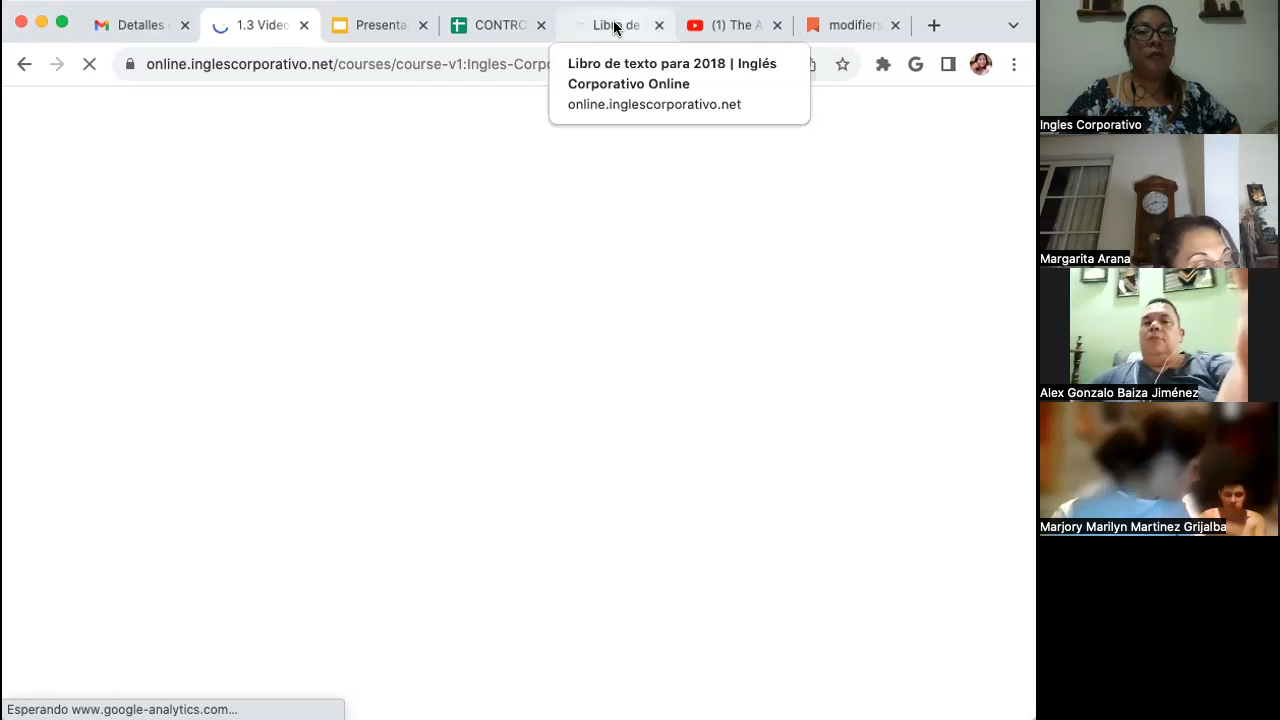 Detalles
1.3 Video
Presenta
CONTRO
Libro de
(1) The A
modifiers
online.inglescorporativo.net/courses/course-v1:Ingles-Corp
Libro de texto para 2018 | Inglés
Corporativo Online
online.inglescorporativo.net
Esperando www.google-analytics.com...
Ingles Corporativo
Margarita Arana
Alex Gonzalo Baiza Jiménez
Marjory Marilyn Martinez Grijalba